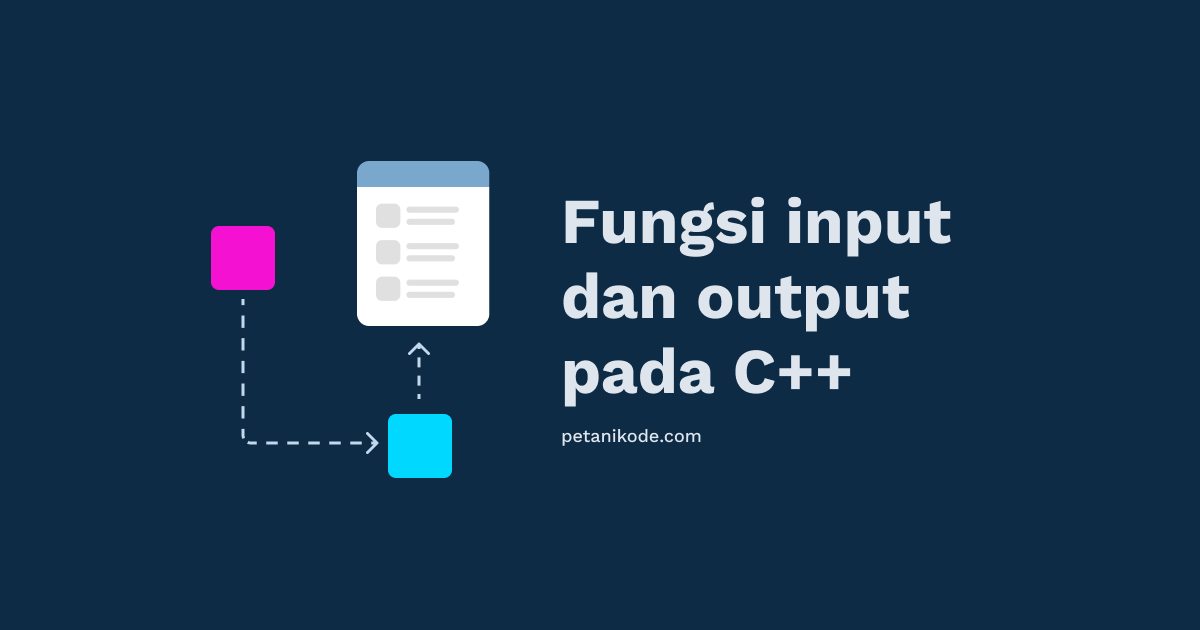 Fungsi input
dan output
pada C++
petanikode.com